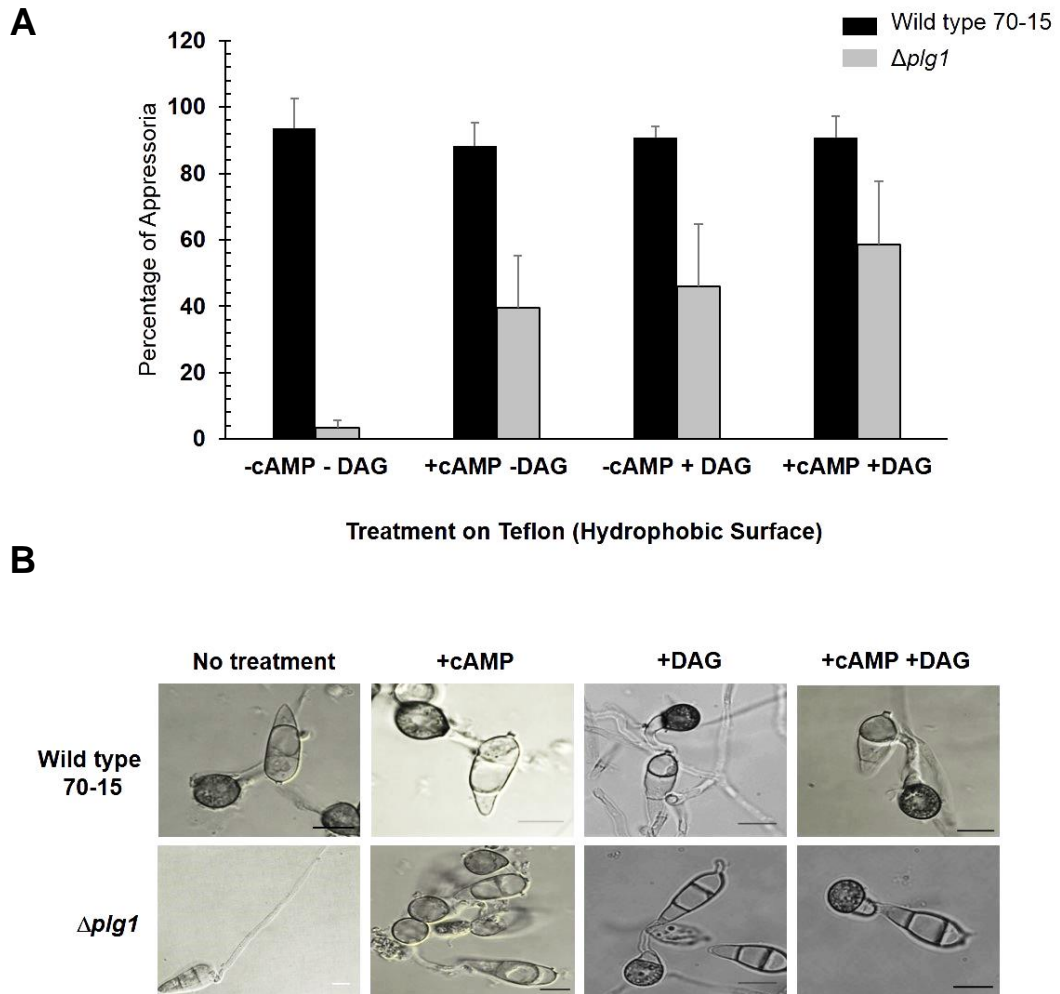 A
Wild type 70-15
Δplg1
120
100
80
60
40
20
0
Percentage of Appressoria
-cAMP - DAG
+cAMP -DAG
-cAMP + DAG
+cAMP +DAG
Treatment on Teflon (Hydrophobic Surface)
B
No treatment
+cAMP
+DAG
+cAMP +DAG
Wild type
70-15
Δplg1